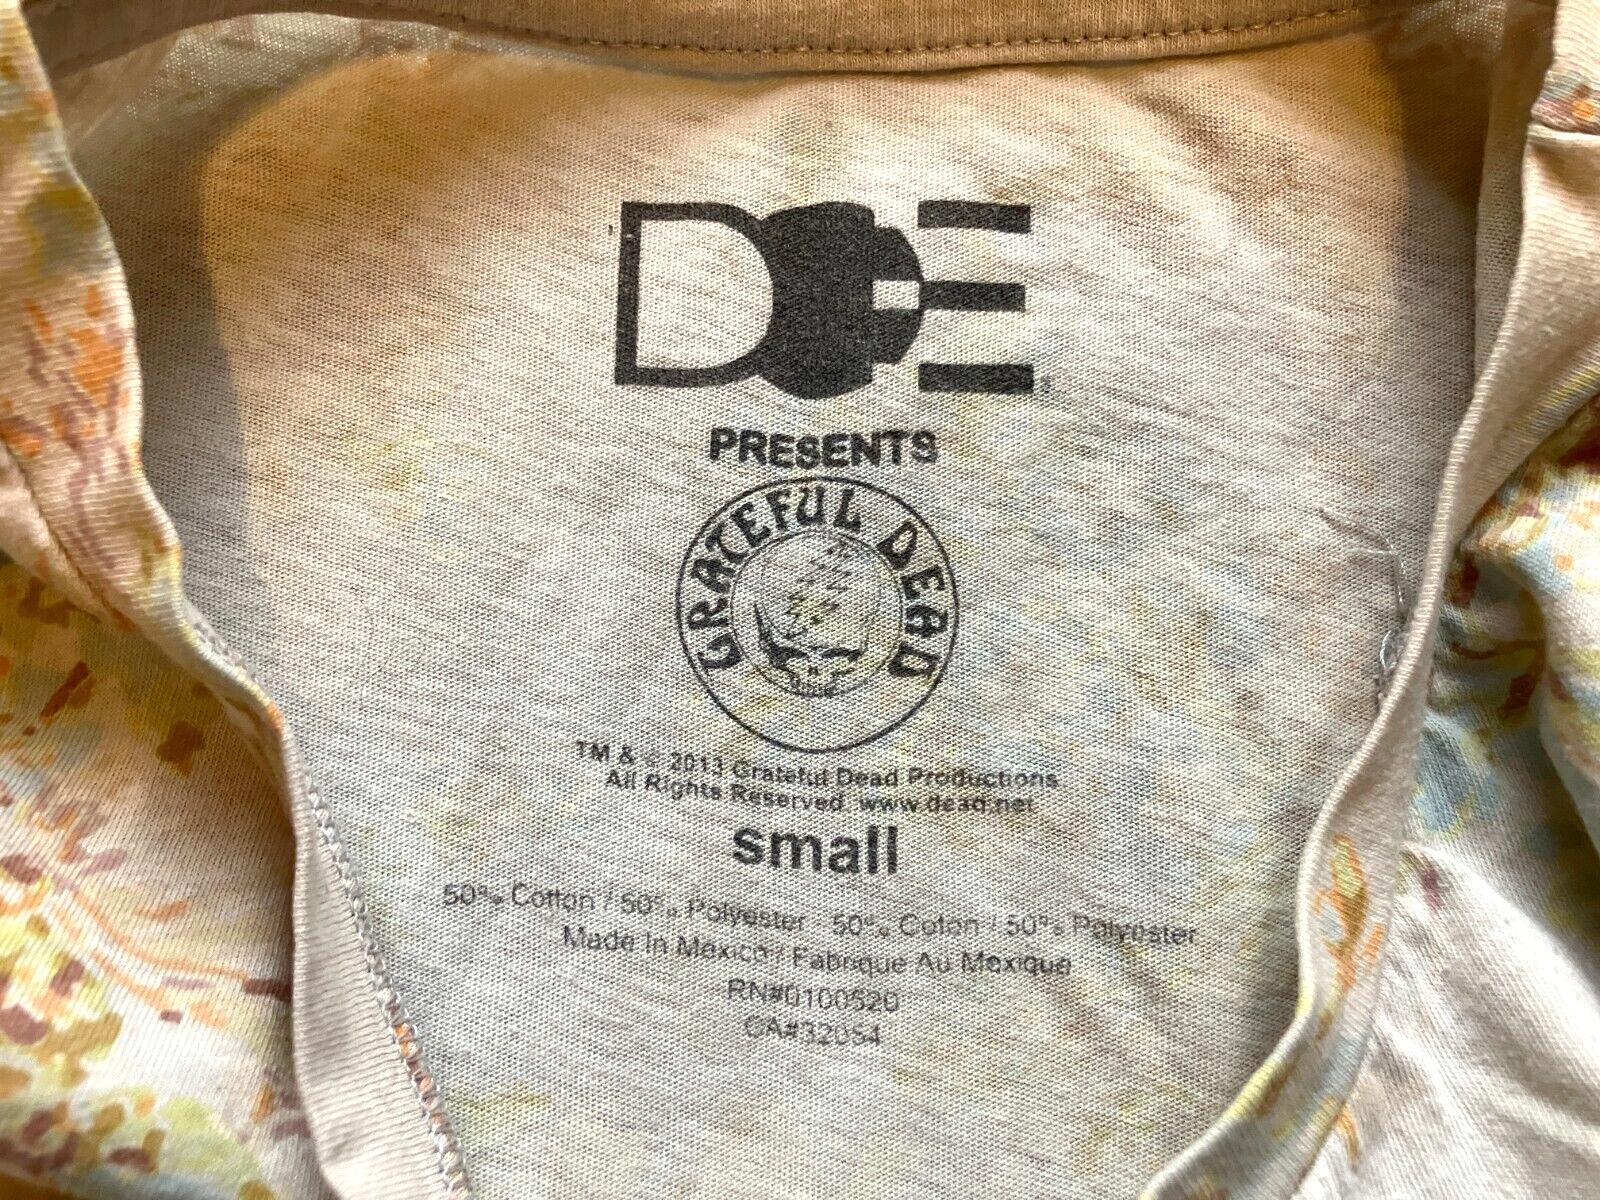 DOE
PRESENTS
GRATEFUL DEAD
TM & © 2013 Grateful Dead Productions
All Rights Reserved www.dead.net
small
50% Cotton / 50% Polyester - 50% Coton / 50% Polyester
Made In Mexico / Fabrique Au Mexique
RN#0100520
CA#32054